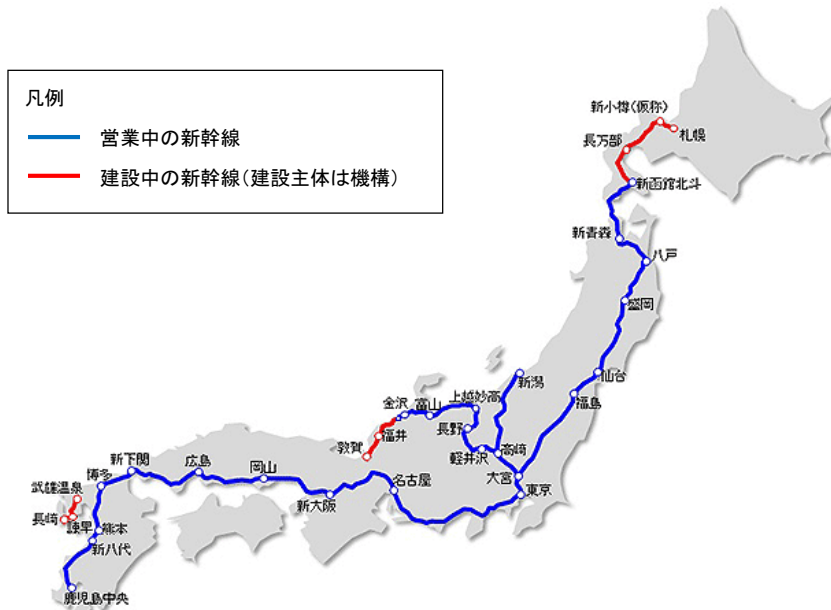 凡例
営業中の新幹線
建設中の新幹線(建設主体は機構)
新小樽(仮称)
札幌
長万部
新函館北斗
新青森
八戸
盛岡
新潟
仙台
上越妙高
金沢
富山
福島
福井
長野
敦賀
軽井沢
高崎
新下関
広島
岡山
大宮
博多
名古屋
東京
武雄温泉
新大阪
長崎
諫早
熊本
新八代
鹿児島中央